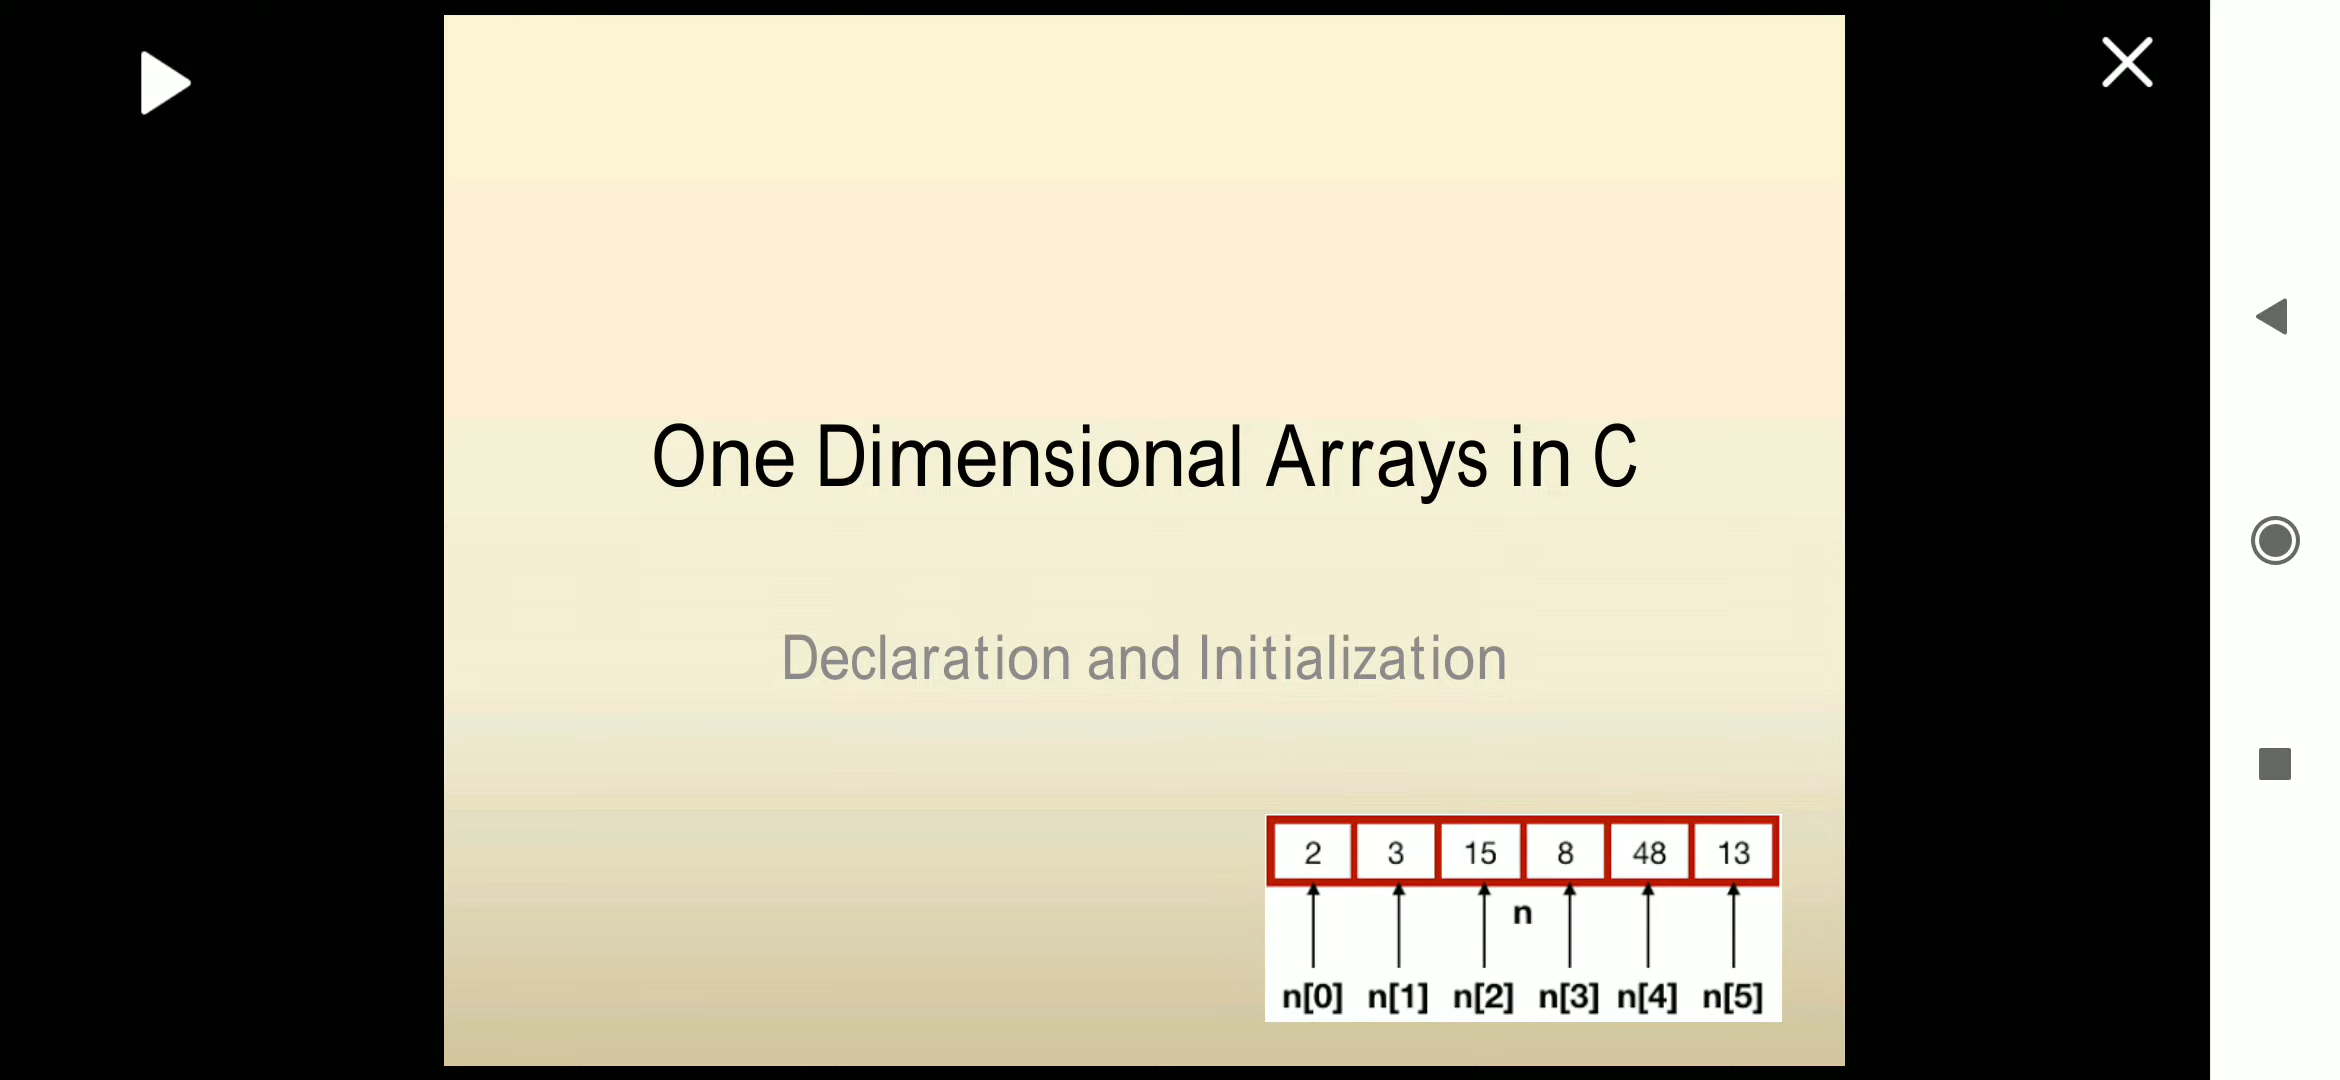 One Dimensional Arrays in C
Declaration and Initialization
2 3 15 8 48 13
n
n[0] n[1] n[2] n[3] n[4] n[5]